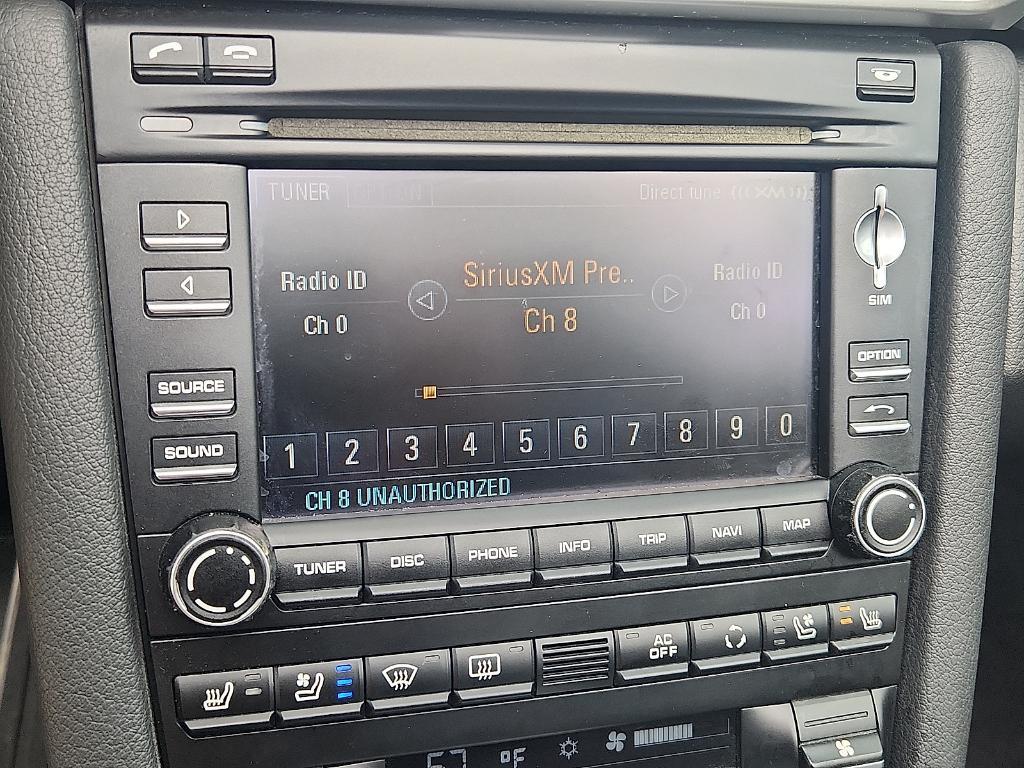 TUNER
Direct tune
XM
Radio ID
SiriusXM Pre..
Radio ID
Ch 0
Ch 8
Ch 0
SIM
SOURCE
OPTION
SOUND
1 2 3 4 5 6 7 8 9 0
CH 8 UNAUTHORIZED
TUNER DISC PHONE INFO TRIP NAVI MAP
AC
OFF
°F